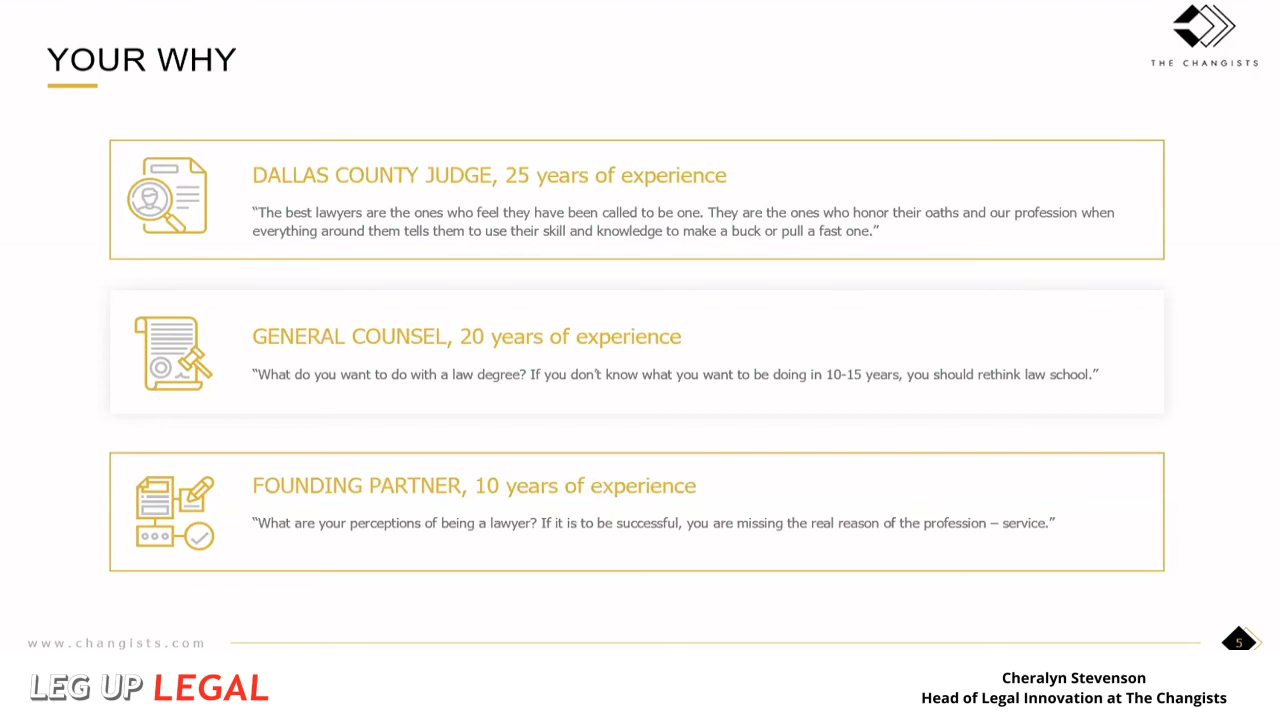 YOUR WHY
THE CHANGISTS
DALLAS COUNTY JUDGE, 25 years of experience
“The best lawyers are the ones who feel they have been called to be one. They are the ones who honor their oaths and our profession when
everything around them tells them to use their skill and knowledge to make a buck or pull a fast one.”
GENERAL COUNSEL, 20 years of experience
“What do you want to do with a law degree? If you don’t know what you want to be doing in 10-15 years, you should rethink law school.”
FOUNDING PARTNER, 10 years of experience
“What are your perceptions of being a lawyer? If it is to be successful, you are missing the real reason of the profession – service.”
www.changists.com
5
LEG UP LEGAL
Cheralyn Stevenson
Head of Legal Innovation at The Changists